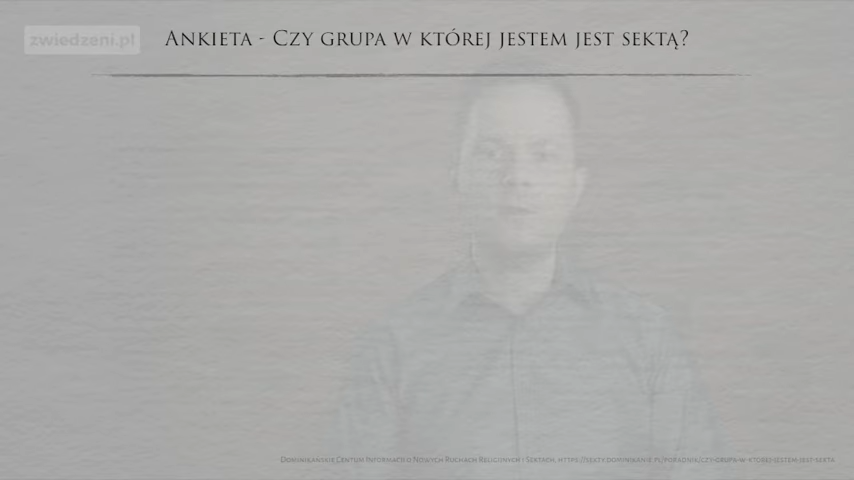 zwiedzeni.pl
Ankieta - Czy grupa w której jestem jest sektą?
Dominikańskie Centrum Informacji o Nowych Ruchach Religijnych i Sektach, https://sekty.dominikanie.pl/poradnik/czy-grupa-w-ktorej-jestem-jest-sekta